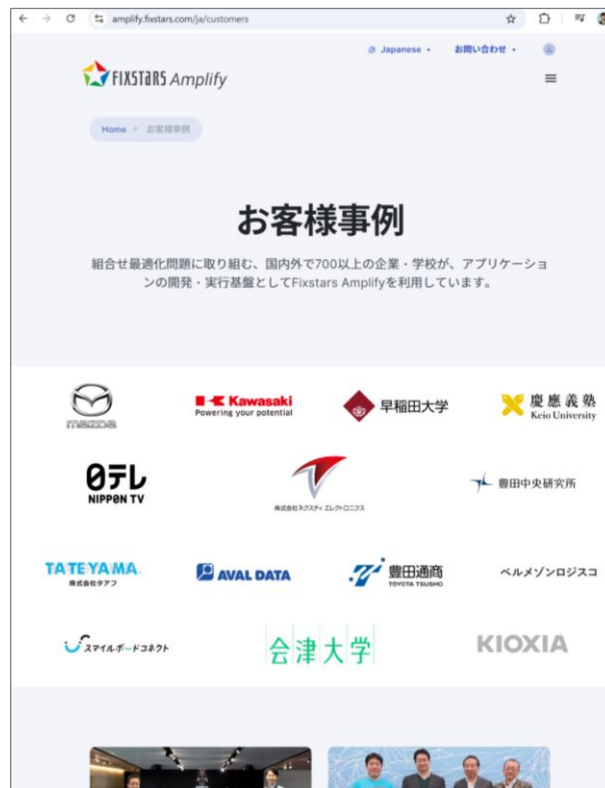 amplify.fixstars.com/ja/customers
Japanese
お問い合わせ
FIXSTARS Amplify
Home
お客様事例
お客様事例
組合せ最適化問題に取り組む、国内外で700以上の企業・学校が、アプリケーショ
ンの開発・実行基盤としてFixstars Amplifyを利用しています。
mazda
Kawasaki
Powering your potential
早稲田大学
慶應義塾
Keio University
日テレ
NIPPON TV
株式会社ネクスティ エレクトロニクス
豊田中央研究所
TATEYAMA
株式会社タアフ
AVAL DATA
豊田通商
TOYOTA TSUSHO
ベルメゾンロジスコ
スマイルボードコネクト
会津大学
KIOXIA